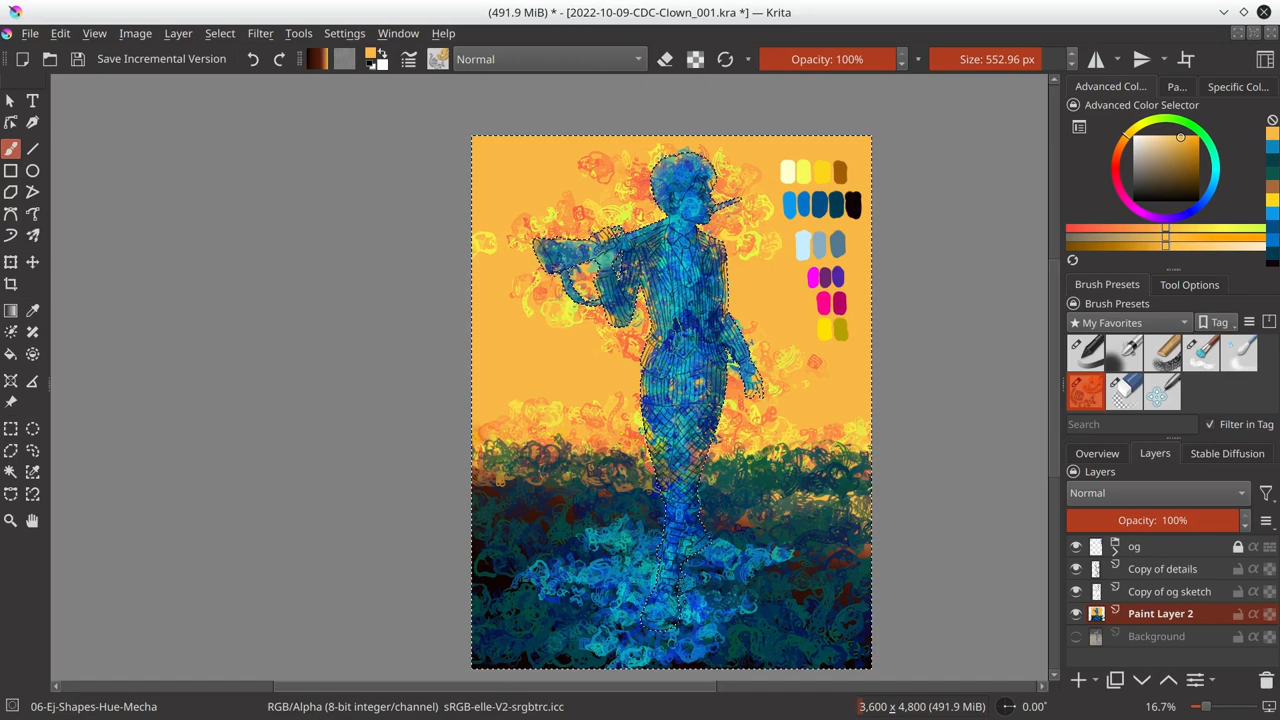 (491.9 MiB) * - [2022-10-09-CDC-Clown_001.kra *] — Krita
File Edit View Image Layer Select Filter Tools Settings Window Help
Save Incremental Version Normal Opacity: 100% Size: 552.96 px
Advanced Col... Pa... Specific Col...
Advanced Color Selector
Brush Presets Tool Options
Brush Presets
★ My Favorites Tag
Search Filter in Tag
Overview Layers Stable Diffusion
Layers
Normal
Opacity: 100%
og
Copy of details
Copy of og sketch
Paint Layer 2
Background
06-Ej-Shapes-Hue-Mecha RGB/Alpha (8-bit integer/channel) sRGB-elle-V2-srgbtrc.icc 3,600 x 4,800 (491.9 MiB) 0.00° 16.7%